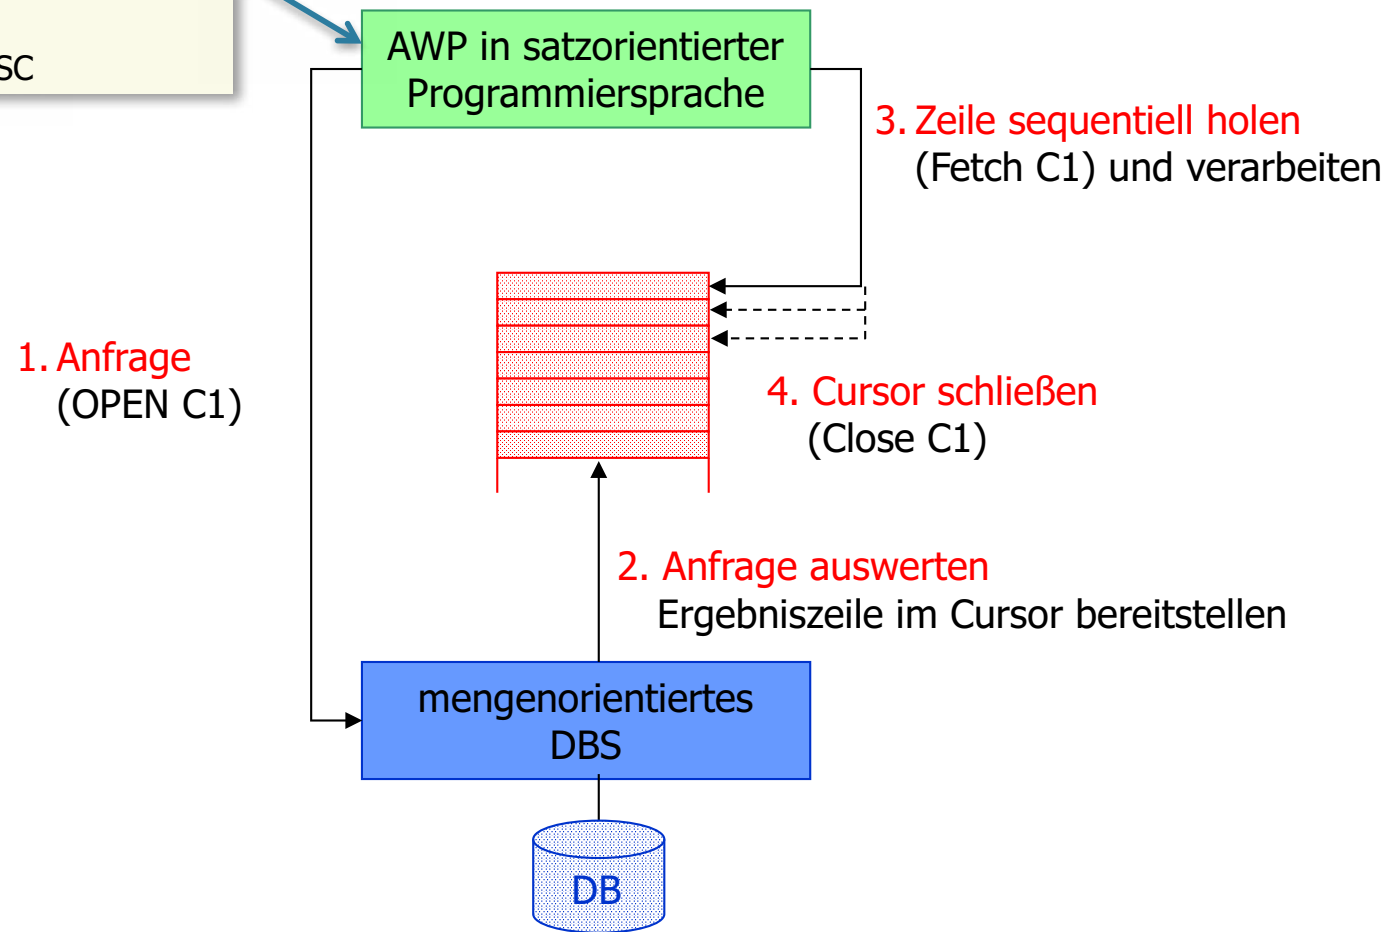 SC
AWP in satzorientierter
Programmiersprache
3. Zeile sequentiell holen
(Fetch C1) und verarbeiten
1. Anfrage
(OPEN C1)
4. Cursor schließen
(Close C1)
2. Anfrage auswerten
Ergebniszeile im Cursor bereitstellen
mengenorientiertes
DBS
DB